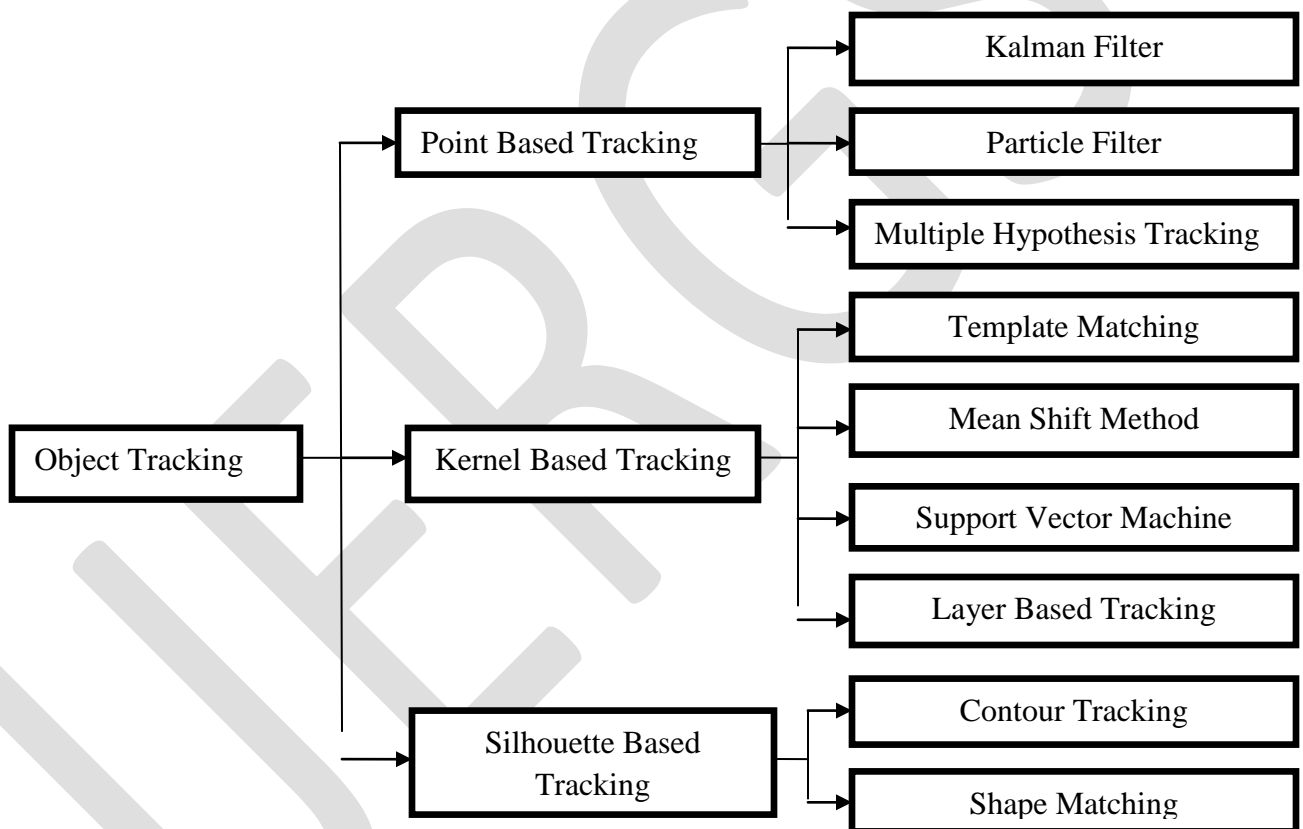 Kalman Filter
Point Based Tracking
Particle Filter
Multiple Hypothesis Tracking
Template Matching
Mean Shift Method
Object Tracking
Kernel Based Tracking
Support Vector Machine
Layer Based Tracking
Contour Tracking
Silhouette Based
Tracking
Shape Matching